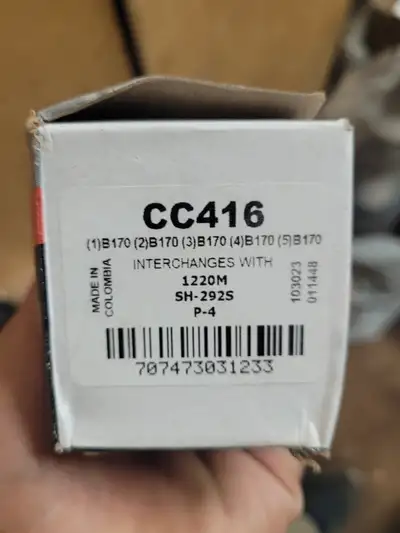 CC416
(1)B170 (2)B170 (3)B170 (4)B170 (5)B170
INTERCHANGES WITH
MADE IN
COLOMBIA
1220M
SH-292S
P-4
103023
011448
707473031233